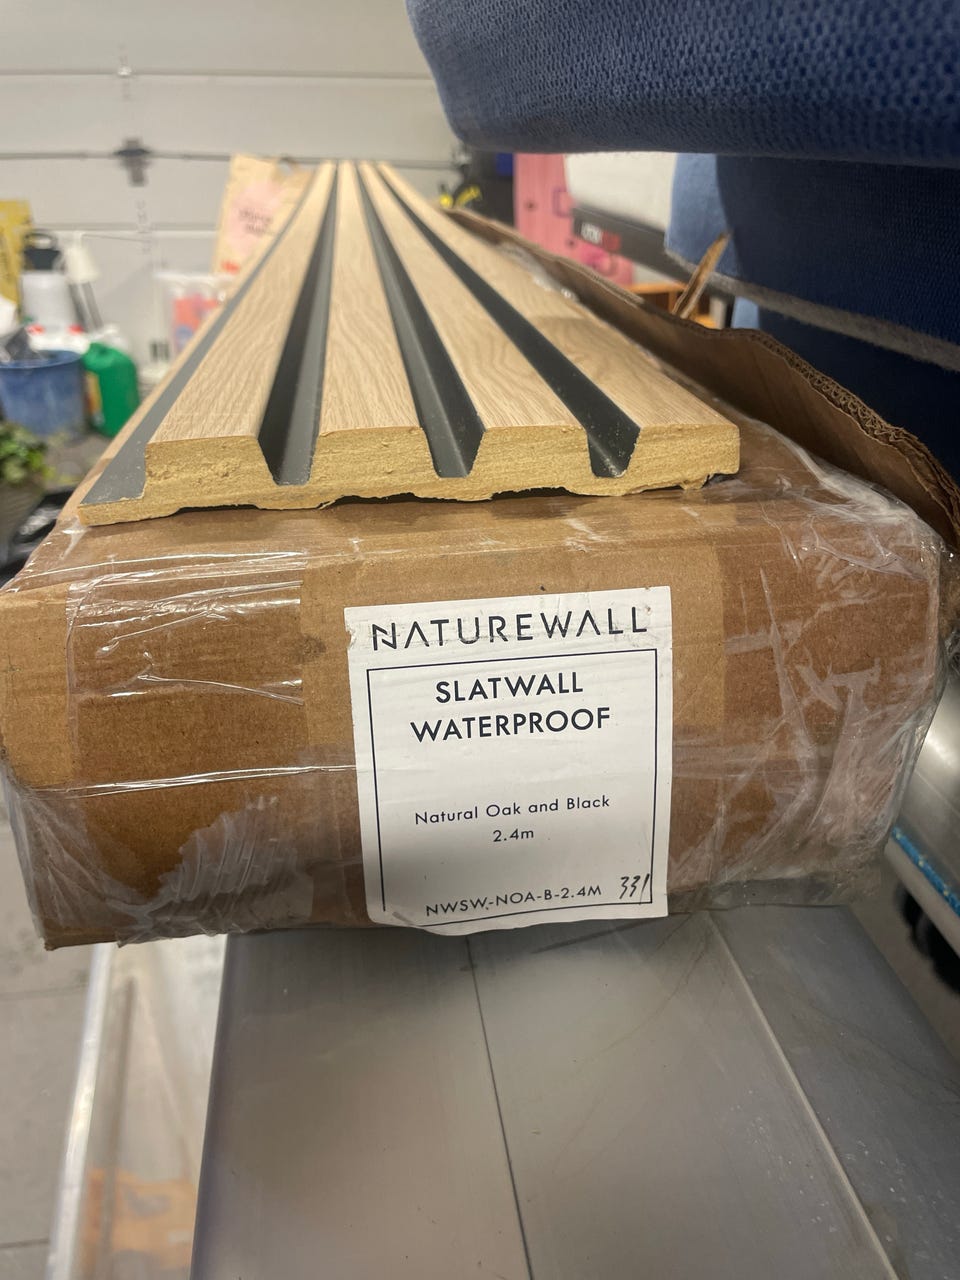 NATUREWALL
SLATWALL
WATERPROOF
Natural Oak and Black
2.4m
NWSW-NOA-B-2.4M 331